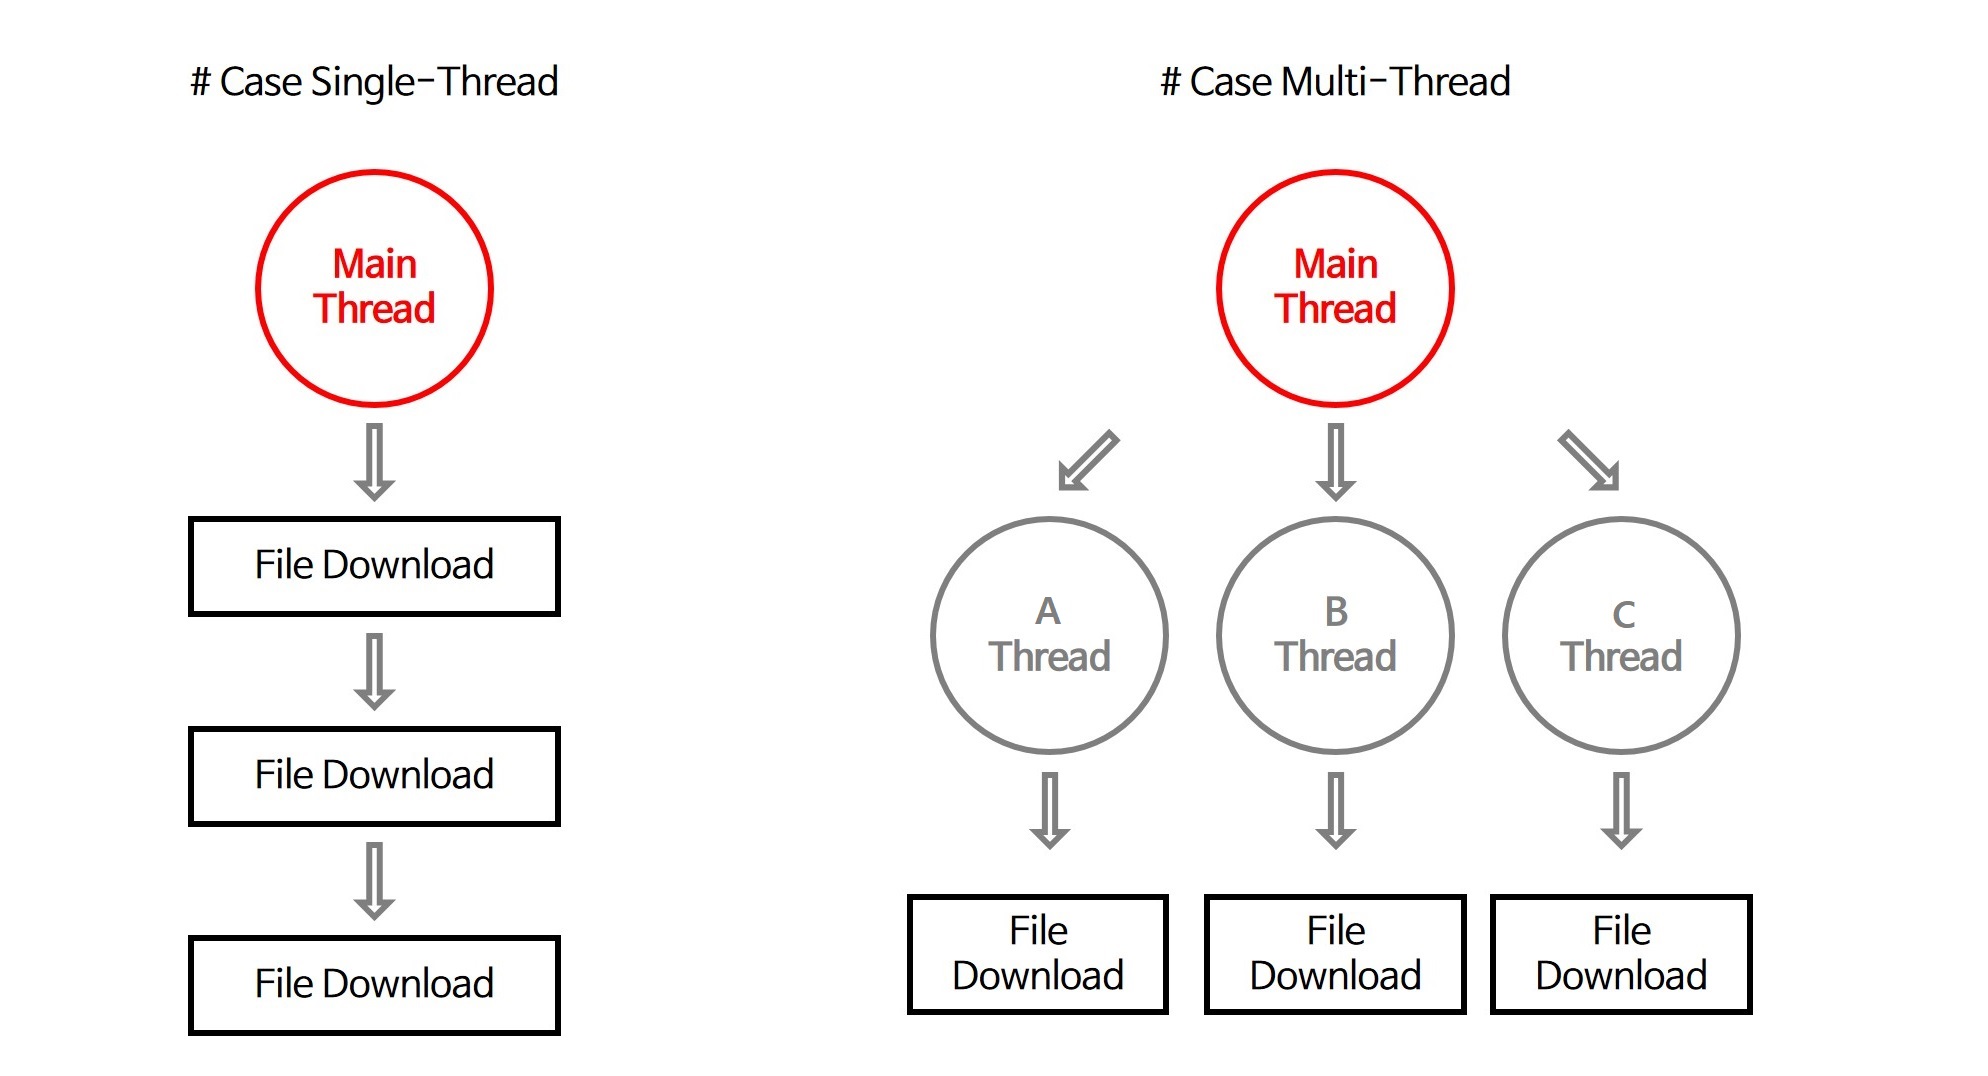 # Case Single-Thread
Main
Thread
File Download
File Download
File Download
# Case Multi-Thread
Main
Thread
A
Thread
B
Thread
C
Thread
File
Download
File
Download
File
Download